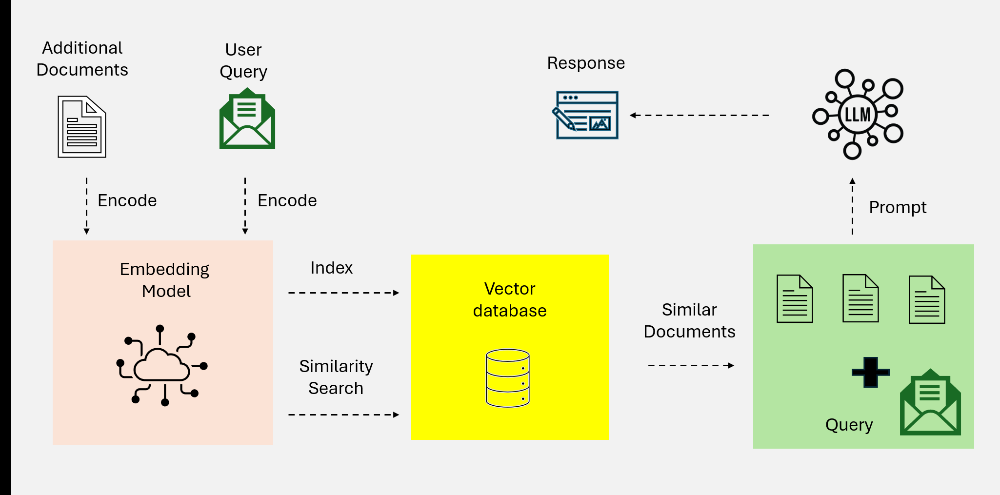 Additional
Documents
User
Query
Response
LLM
Encode
Encode
Prompt
Embedding
Model
Index
Similarity
Search
Vector
database
Similar
Documents
Query